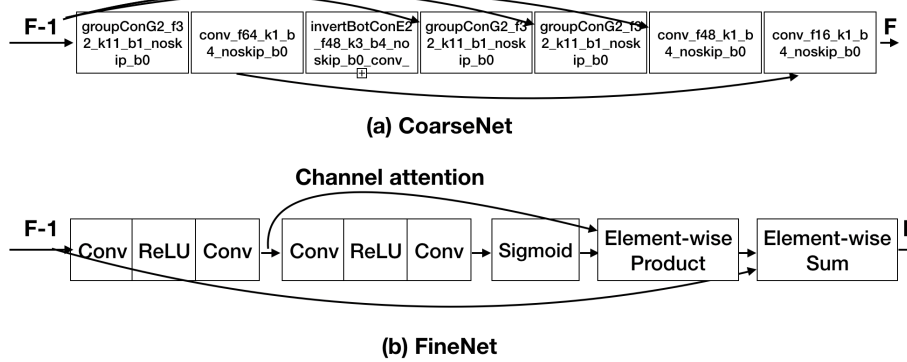 F-1
groupConG2_f3
2_k11_b1_nosk
ip_b0
conv_f64_k1_b
4_noskip_b0
invertBotConE2
_f48_k3_b4_no
skip_b0_conv_
groupConG2_f3
2_k11_b1_nosk
ip_b0
groupConG2_f3
2_k11_b1_nosk
ip_b0
conv_f48_k1_b
4_noskip_b0
conv_f16_k1_b
4_noskip_b0
F
(a) CoarseNet
Channel attention
F-1
Conv
ReLU
Conv
Conv
ReLU
Conv
Sigmoid
Element-wise
Product
Element-wise
Sum
(b) FineNet